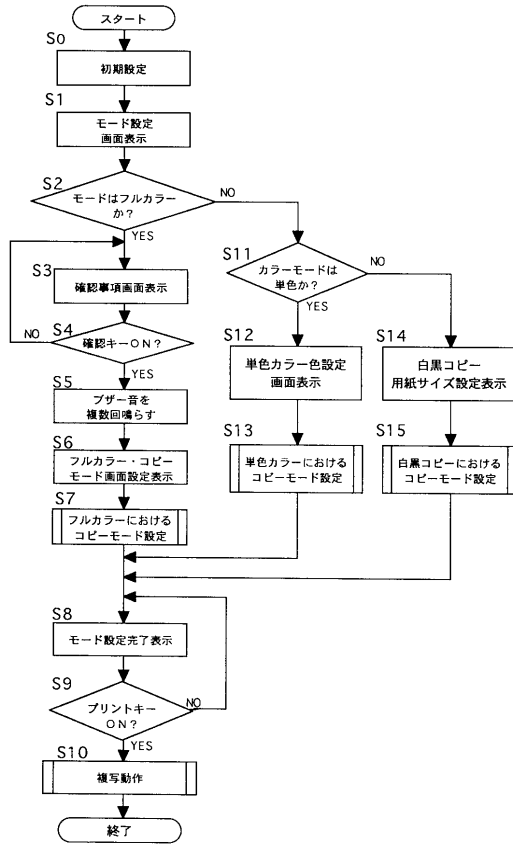 スタート
S0
初期設定
S1
モード設定
画面表示
S2
モードはフルカラー
か?
NO
YES
S3
確認事項画面表示
S4
確認キーON?
NO
YES
S5
ブザー音を
複数回鳴らす
S6
フルカラー・コピー
モード画面設定表示
S7
フルカラーにおける
コピーモード設定
S11
カラーモードは
単色か?
NO
YES
S12
単色カラー色設定
画面表示
S13
単色カラーにおける
コピーモード設定
S14
白黒コピー
用紙サイズ設定表示
S15
白黒コピーにおける
コピーモード設定
S8
モード設定完了表示
S9
プリントキー
ON?
NO
YES
S10
複写動作
終了